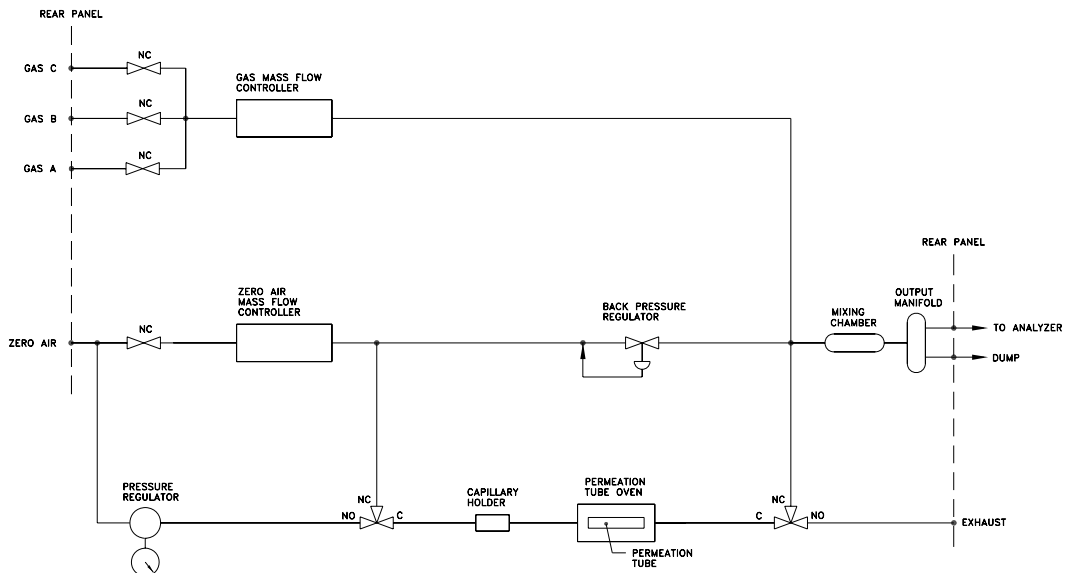 REAR PANEL
NC
GAS C
GAS MASS FLOW
CONTROLLER
NC
GAS B
NC
GAS A
REAR PANEL
ZERO AIR
MASS FLOW
CONTROLLER
OUTPUT
MANIFOLD
BACK PRESSURE
REGULATOR
MIXING
CHAMBER
NC
TO ANALYZER
ZERO AIR
DUMP
PRESSURE
REGULATOR
CAPILLARY
HOLDER
PERMEATION
TUBE OVEN
NC
NC
NO
C
C
NO
EXHAUST
PERMEATION
TUBE